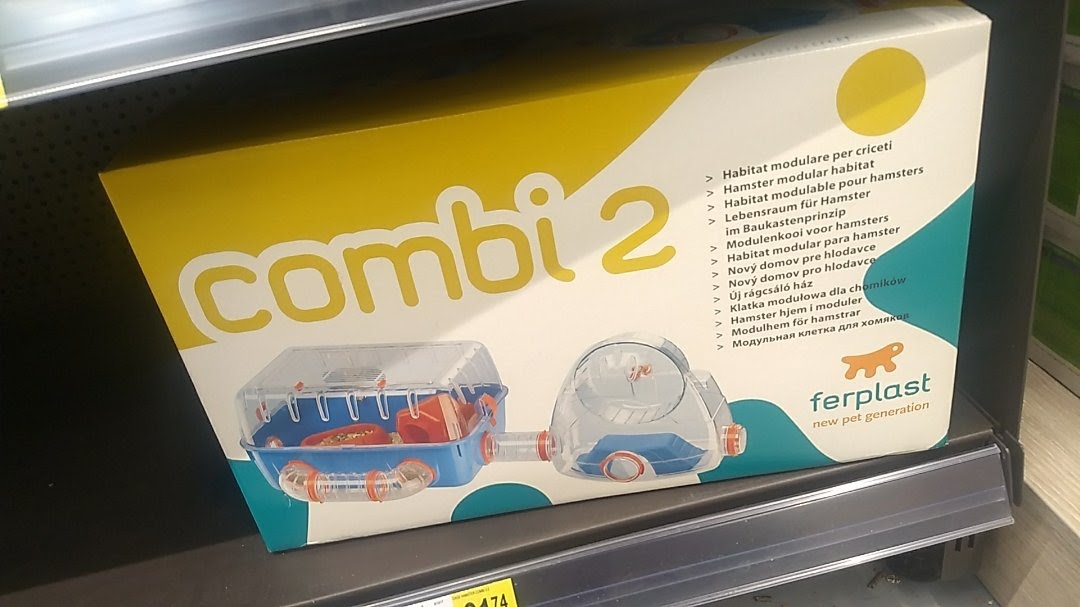 combi 2
> Habitat modulare per criceti
> Hamster modular habitat
> Habitat modulable pour hamsters
> Lebensraum für Hamster
im Baukastenprinzip
> Modulenkooi voor hamsters
> Habitat modular para hamster
> Nový domov pre hlodavce
> Nový domov pro hlodavce
> Új rágcsáló ház
> Klatka modułowa dla chomików
> Hamster hjem i moduler
> Modulhem för hamstrar
> Модульная клетка для хомяков
ferplast
new pet generation